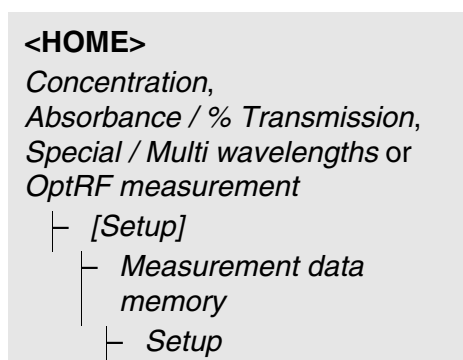 <HOME>
Concentration,
Absorbance / % Transmission,
Special / Multi wavelengths or
OptRF measurement
[Setup]
Measurement data
memory
Setup